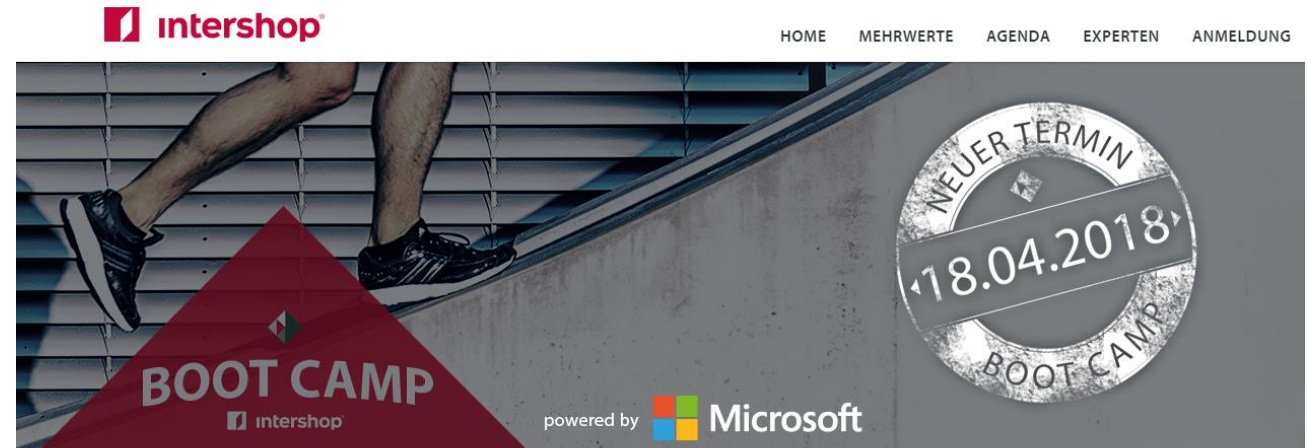 intershop
HOME MEHRWERTE AGENDA EXPERTEN ANMELDUNG
NEUER TERMIN
18.04.2018
BOOT CAMP
BOOT CAMP
intershop
powered by Microsoft